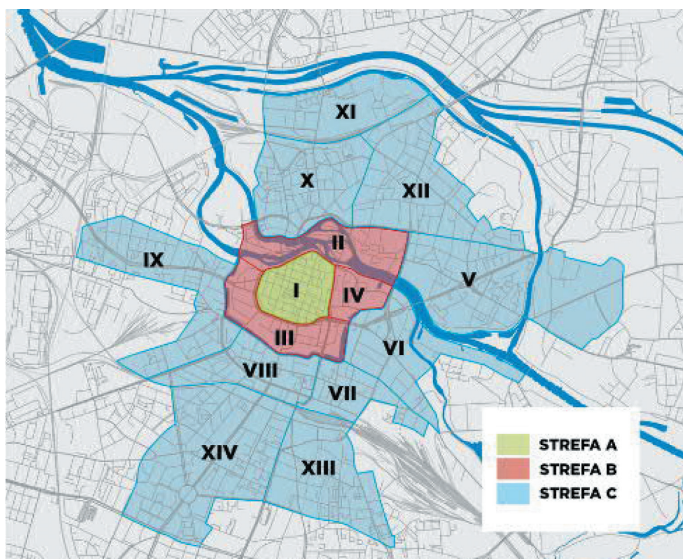 XI
X
XII
II
IX
V
I
IV
III
VI
VIII
VII
XIV
XIII
STREFA A
STREFA B
STREFA C